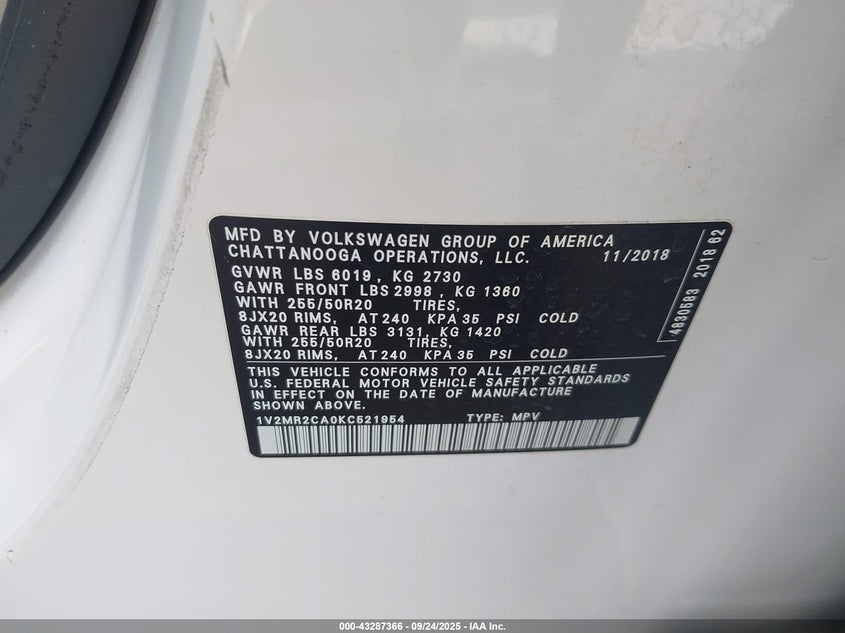 MFD BY VOLKSWAGEN GROUP OF AMERICA
CHATTANOOGA OPERATIONS, LLC. 11/2018
GVWR LBS 6019, KG 2730
GAWR FRONT LBS 2998, KG 1360
WITH 255/50R20 TIRES,
8JX20 RIMS, AT 240 KPA 35 PSI COLD
GAWR REAR LBS 3131, KG 1420
WITH 255/50R20 TIRES,
8JX20 RIMS, AT 240 KPA 35 PSI COLD
THIS VEHICLE CONFORMS TO ALL APPLICABLE
U.S. FEDERAL MOTOR VEHICLE SAFETY STANDARDS
IN EFFECT ON THE DATE OF MANUFACTURE
SHOWN ABOVE.
1V2MR2CA0KC521954 TYPE: MPV
4830583 2018 62
000-43287366 - 09/24/2025 - IAA Inc.